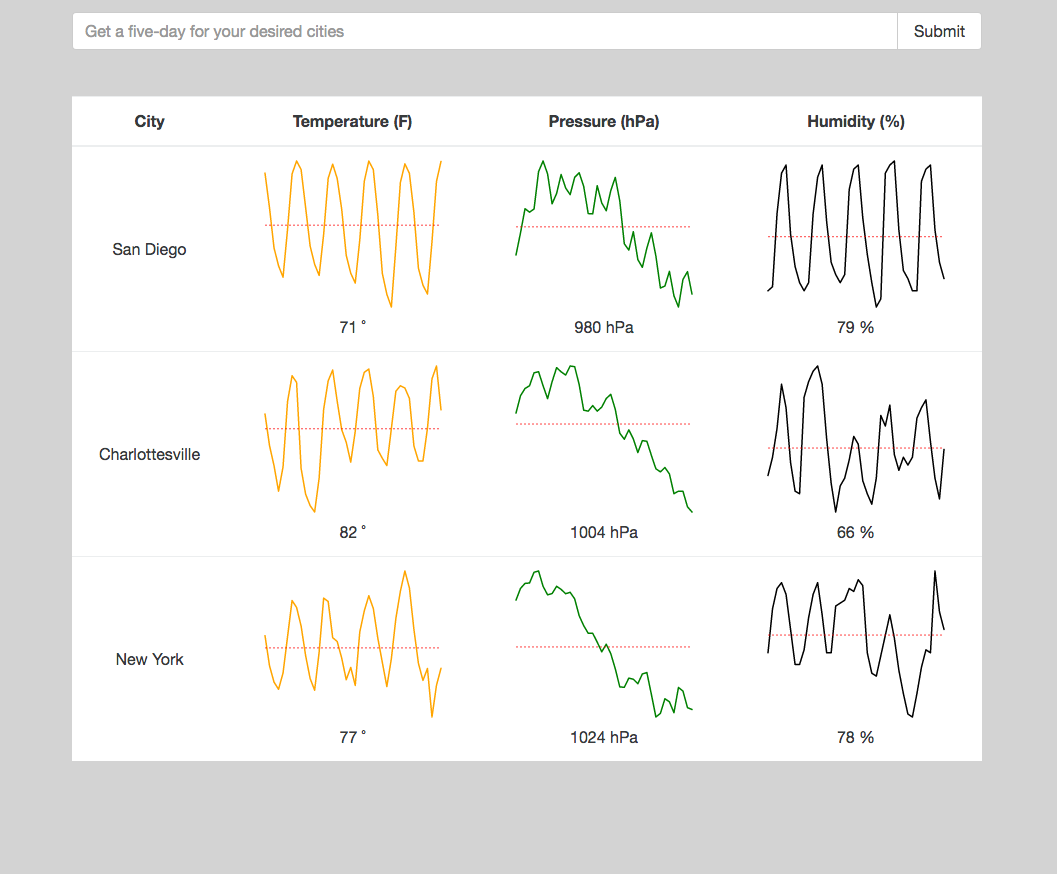 Get a five-day for your desired cities Submit
City Temperature (F) Pressure (hPa) Humidity (%)
San Diego
71 ° 980 hPa 79 %
Charlottesville
82 ° 1004 hPa 66 %
New York
77 ° 1024 hPa 78 %